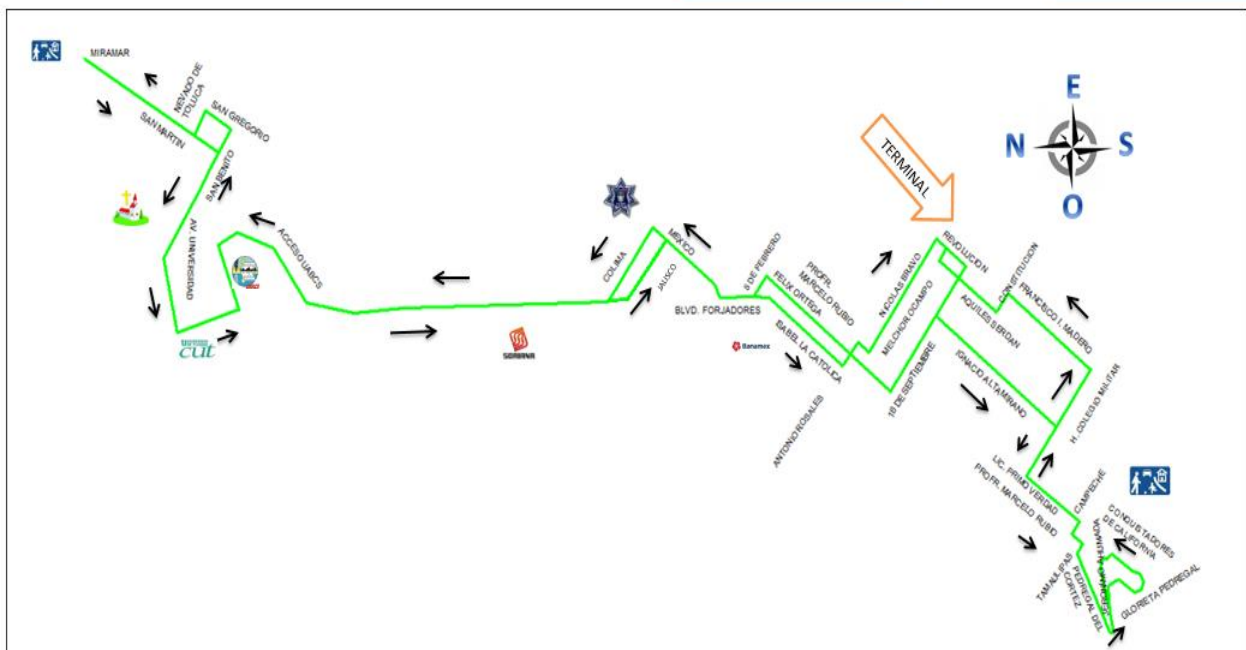 MIRAMAR
NEVADO DE
TOLUCA
SAN GREGORIO
SAN MARTIN
SAN BENITO
AV. UNIVERSIDAD
ACCESO UABCS
cut
COLIMA
MEXICO
JALISCO
BLVD. FORJADORES
5 DE FEBRERO
FELIX ORTEGA
PROFR.
MARCELO RUBIO
ISABEL LA CATOLICA
Banamex
ANTONIO ROSALES
NICOLAS BRAVO
MELCHOR OCAMPO
16 DE SEPTIEMBRE
TERMINAL
REVOLUCION
CONSTITUCION
AQUILES SERDAN
FRANCISCO I. MADERO
IGNACIO ALTAMIRANO
H. COLEGIO MILITAR
LIC. PRIMO VERDAD
PROFR. MARCELO RUBIO
CAMPECHE
CONQUISTADORES
DE CALIFORNIA
TAMAULIPAS
PEDREGAL DEL
CORTEZ
GLORIETA PEDREGAL
E
N
S
O